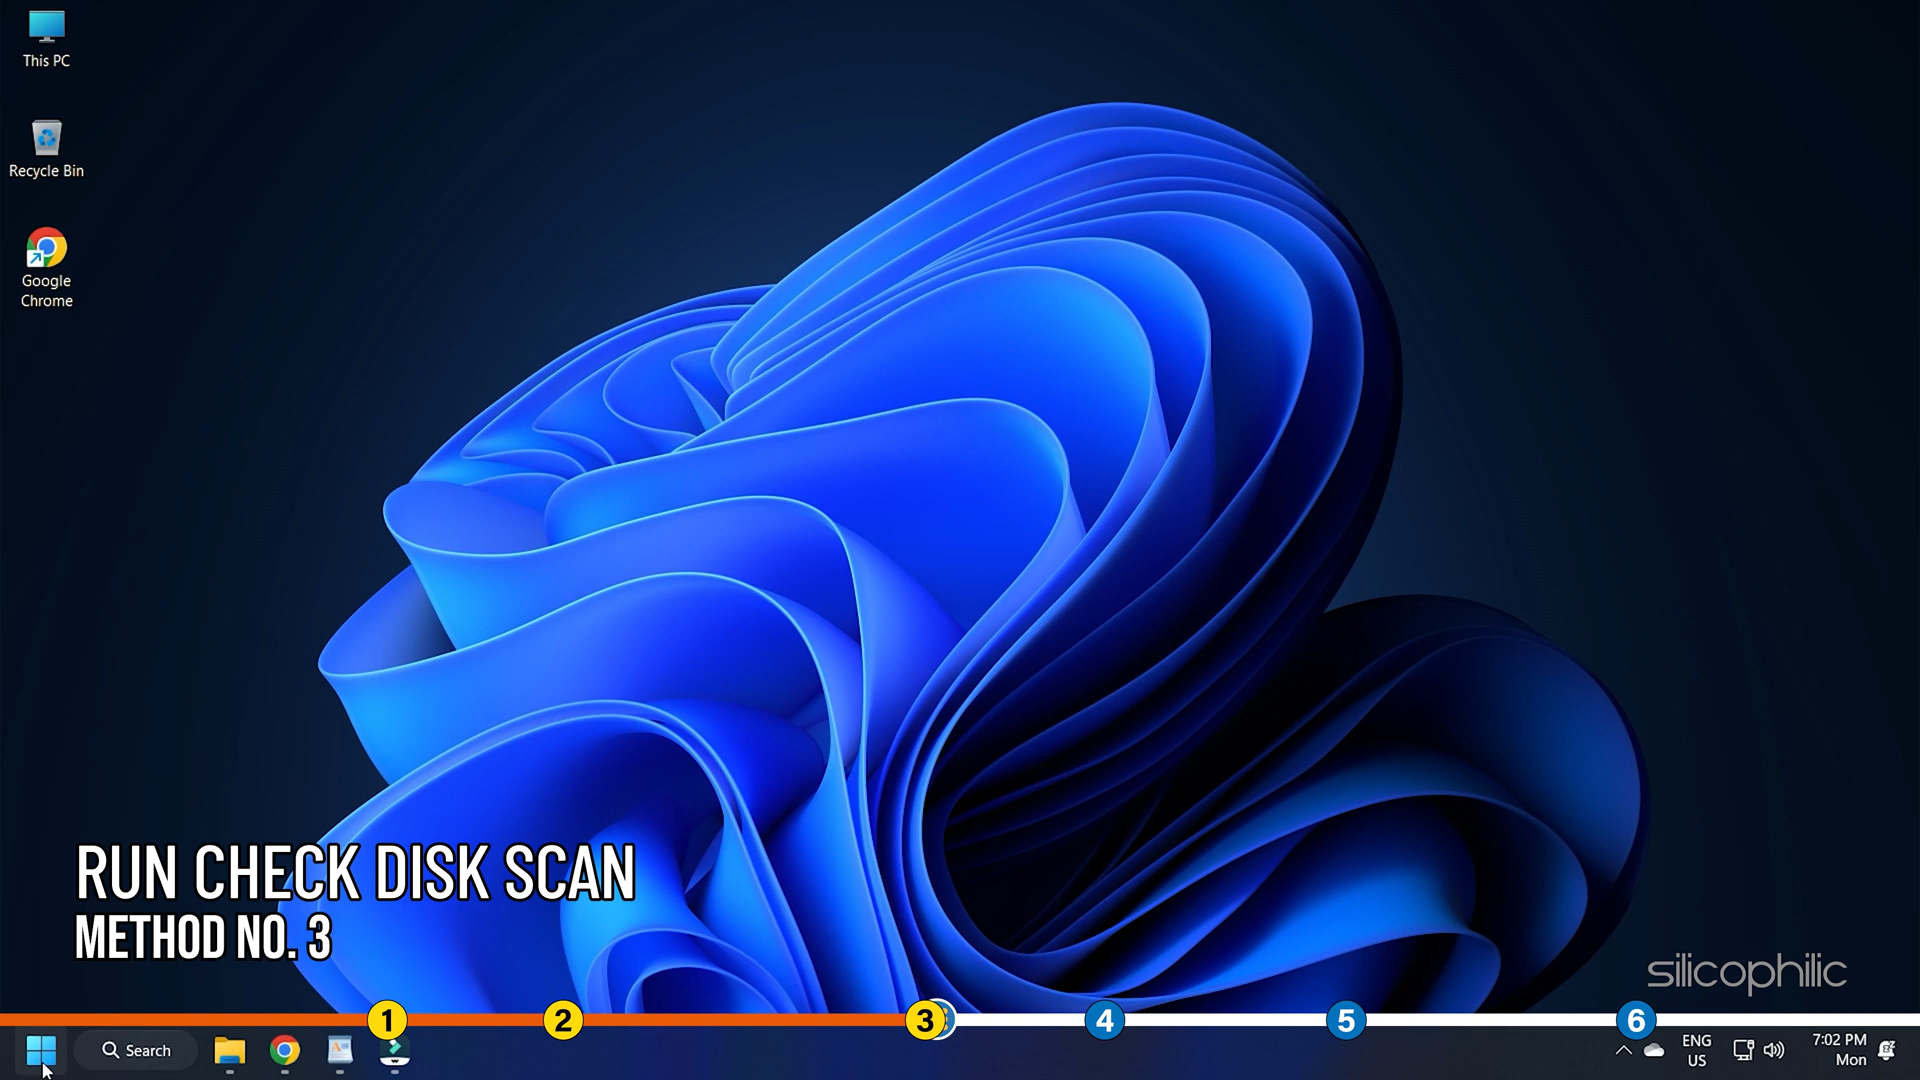 This PC
Recycle Bin
Google
Chrome
RUN CHECK DISK SCAN
METHOD NO. 3
silicophilic
1 2 3 4 5 6
Search
ENG
US
7:02 PM
Mon